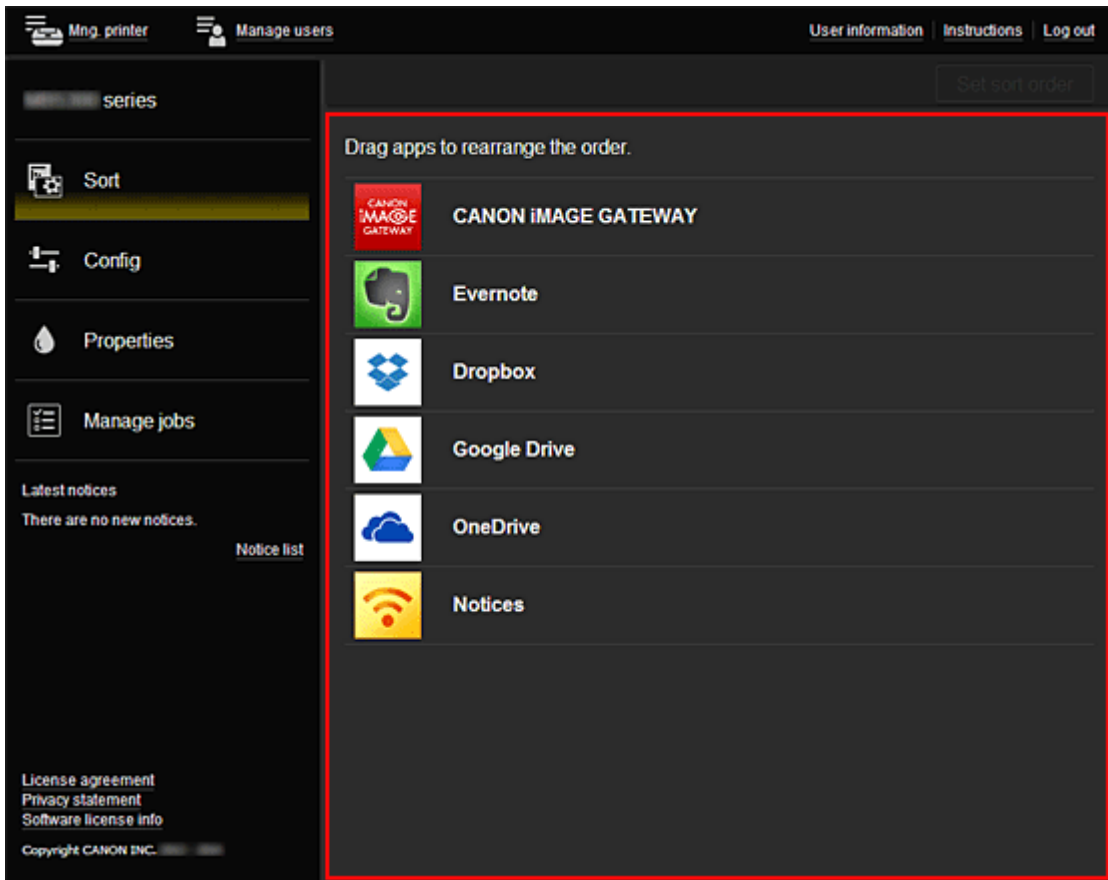 Mng. printer
Manage users
User information
Instructions
Log out
series
Set sort order
Sort
Config
Properties
Manage jobs
Latest notices
There are no new notices.
Notice list
License agreement
Privacy statement
Software license info
Copyright CANON INC.
Drag apps to rearrange the order.
CANON
iMAGE
GATEWAY
CANON iMAGE GATEWAY
Evernote
Dropbox
Google Drive
OneDrive
Notices